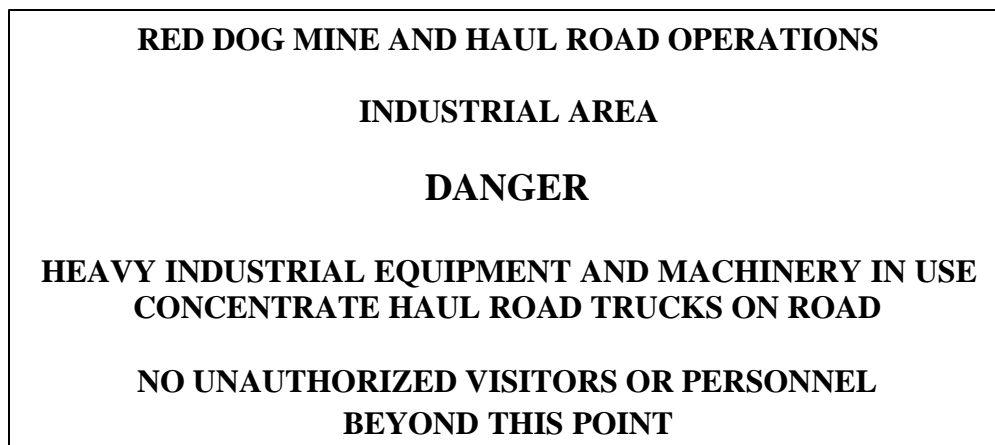 RED DOG MINE AND HAUL ROAD OPERATIONS
INDUSTRIAL AREA
DANGER
HEAVY INDUSTRIAL EQUIPMENT AND MACHINERY IN USE
CONCENTRATE HAUL ROAD TRUCKS ON ROAD
NO UNAUTHORIZED VISITORS OR PERSONNEL
BEYOND THIS POINT